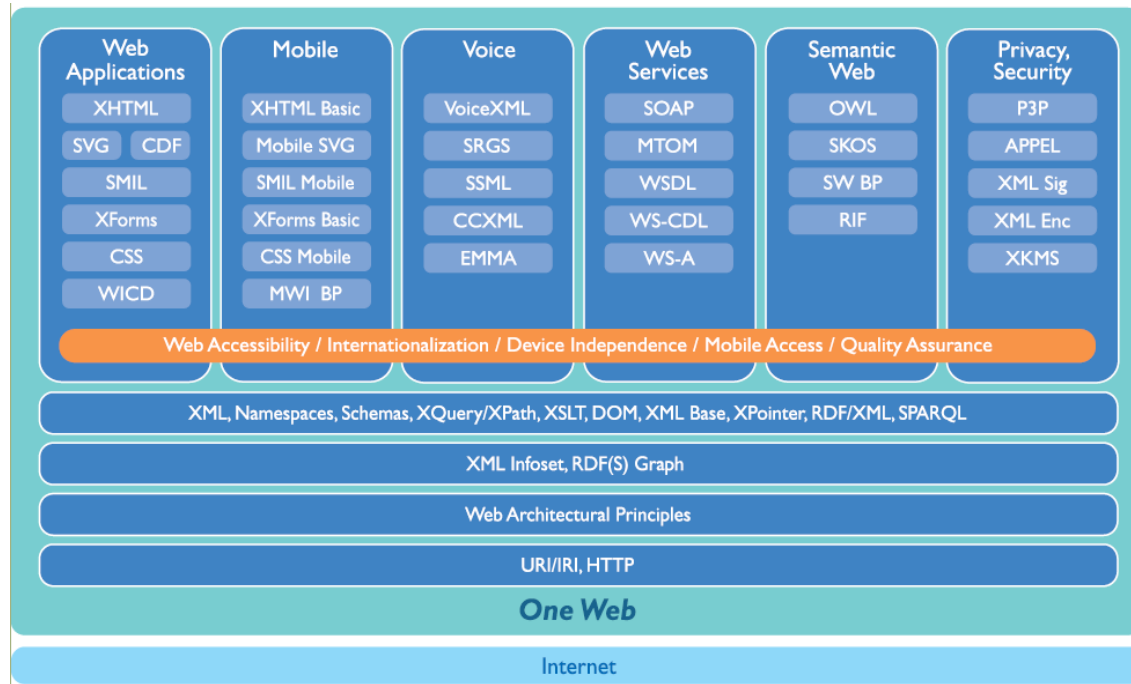 Web
Applications
XHTML
SVG CDF
SMIL
XForms
CSS
WICD
Mobile
XHTML Basic
Mobile SVG
SMIL Mobile
XForms Basic
CSS Mobile
MWI BP
Voice
VoiceXML
SRGS
SSML
CCXML
EMMA
Web
Services
SOAP
MTOM
WSDL
WS-CDL
WS-A
Semantic
Web
OWL
SKOS
SW BP
RIF
Privacy,
Security
P3P
APPEL
XML Sig
XML Enc
XKMS
Web Accessibility / Internationalization / Device Independence / Mobile Access / Quality Assurance
XML, Namespaces, Schemas, XQuery/XPath, XSLT, DOM, XML Base, XPointer, RDF/XML, SPARQL
XML Infoset, RDF(S) Graph
Web Architectural Principles
URI/IRI, HTTP
One Web
Internet